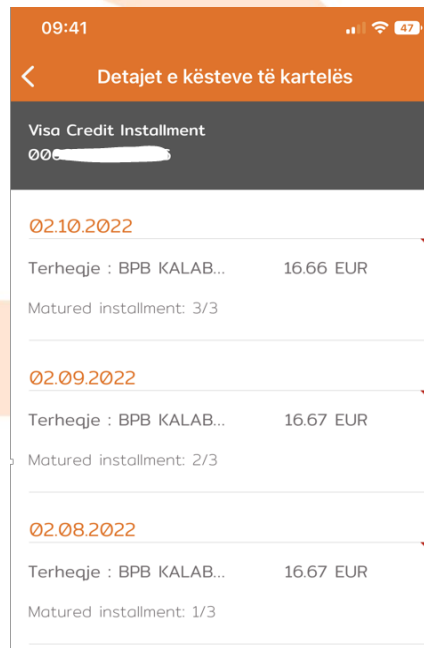 09:41
47
Detajet e kësteve të kartelës
Visa Credit Installment
02.10.2022
Terheqje : BPB KALAB... 16.66 EUR
Matured installment: 3/3
02.09.2022
Terheqje : BPB KALAB... 16.67 EUR
Matured installment: 2/3
02.08.2022
Terheqje : BPB KALAB... 16.67 EUR
Matured installment: 1/3